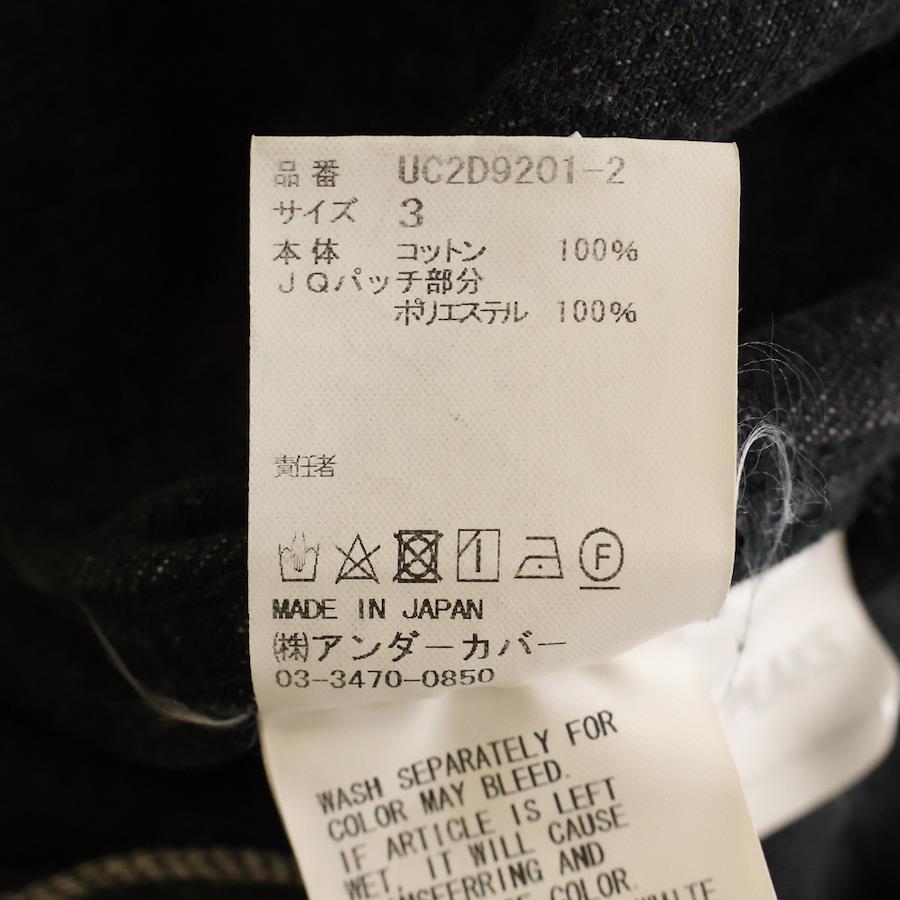 品番 UC2D9201-2
サイズ 3
本体 コットン 100%
JQパッチ部分
ポリエステル 100%
責任者
F
MADE IN JAPAN
㈱アンダーカバー
03-3470-0850
WASH SEPARATELY FOR
COLOR MAY BLEED.
IF ARTICLE IS LEFT
WET, IT WILL CAUSE
AND
COLOR.